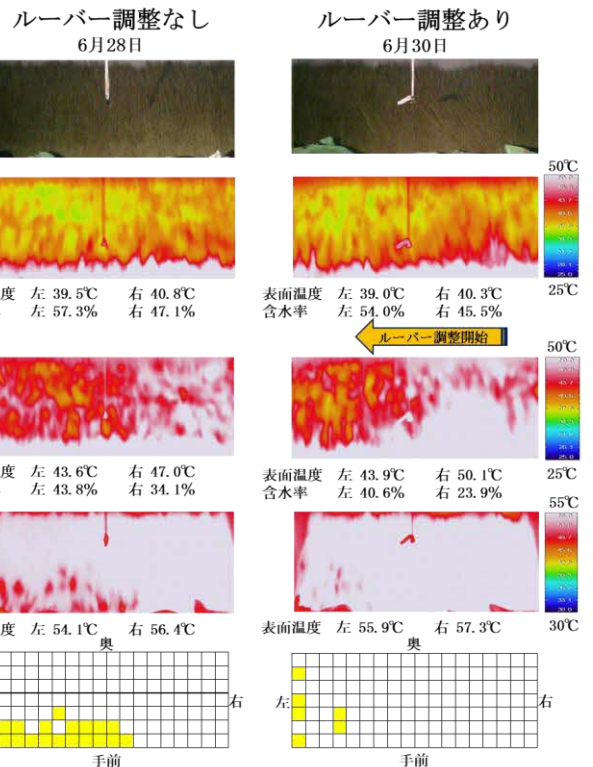 ルーバー調整なし
6月28日
ルーバー調整あり
6月30日
50℃
25℃
度 左 39.5℃ 右 40.8℃
左 57.3% 右 47.1%
表面温度 左 39.0℃ 右 40.3℃
含水率 左 54.0% 右 45.5%
ルーバー調整開始
50℃
25℃
度 左 43.6℃ 右 47.0℃
左 43.8% 右 34.1%
表面温度 左 43.9℃ 右 50.1℃
含水率 左 40.6% 右 23.9%
55℃
30℃
度 左 54.1℃ 右 56.4℃
表面温度 左 55.9℃ 右 57.3℃
奥
右
手前
奥
左
右
手前